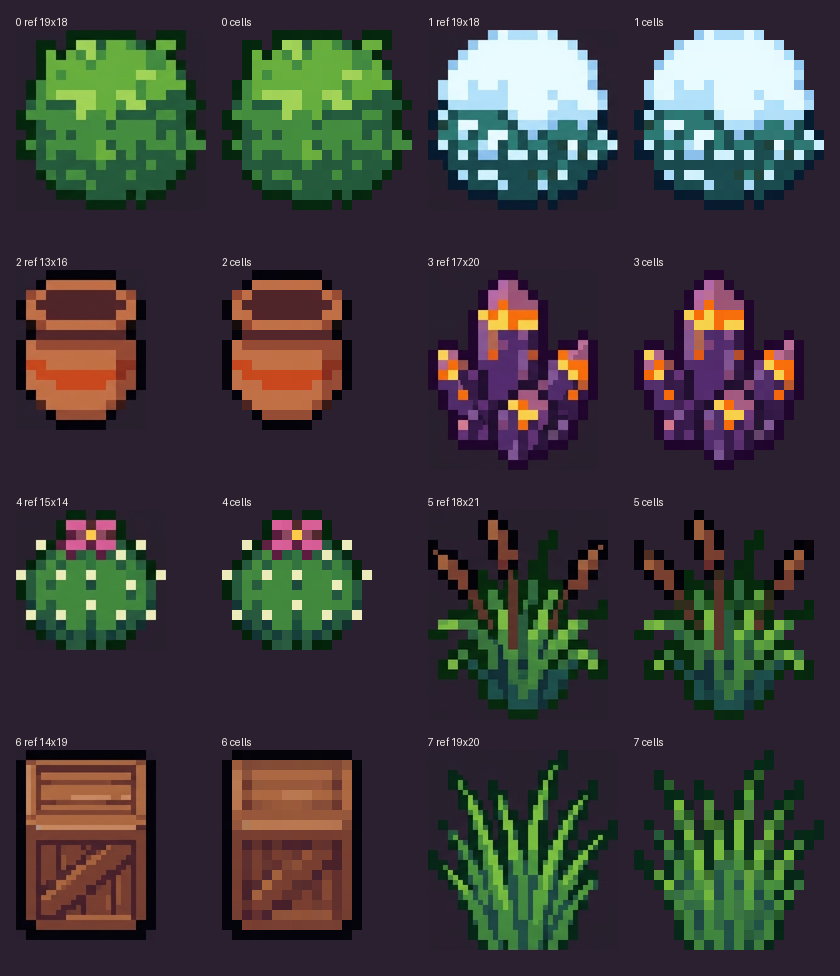 0 ref 19x18
0 cells
1 ref 19x18
1 cells
2 ref 13x16
2 cells
3 ref 17x20
3 cells
4 ref 15x14
4 cells
5 ref 18x21
5 cells
6 ref 14x19
6 cells
7 ref 19x20
7 cells